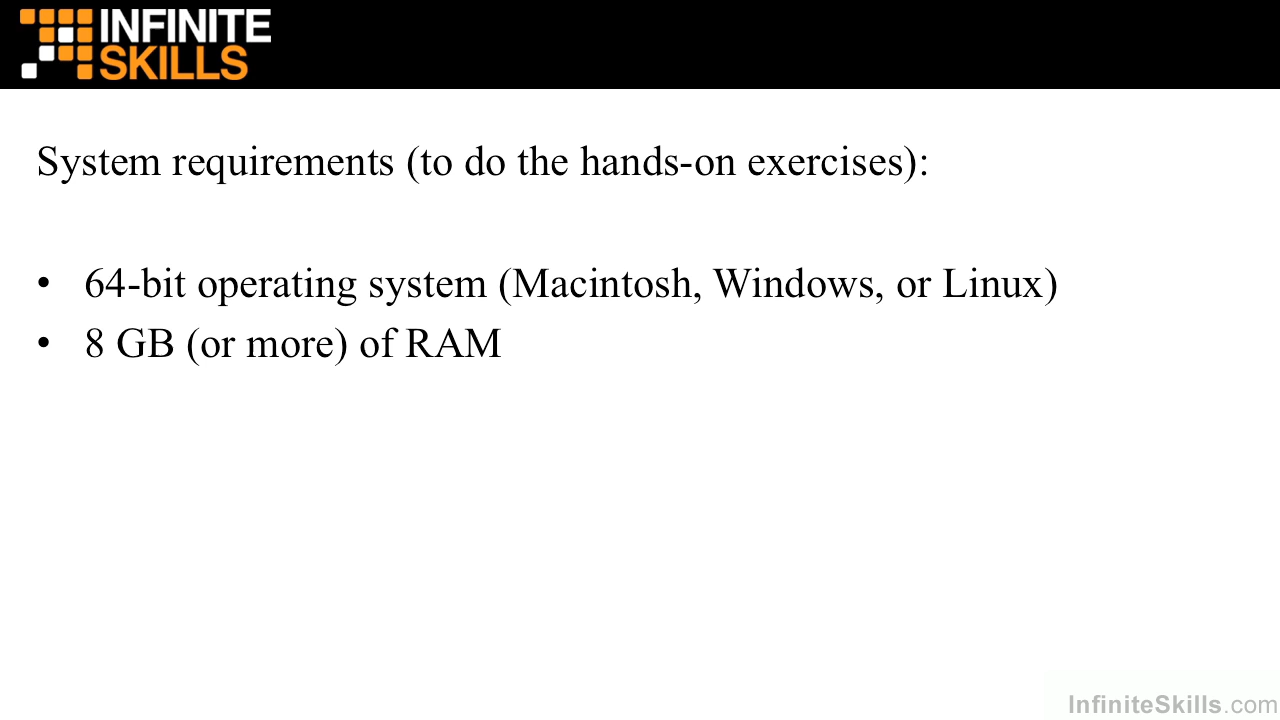 INFINITE
SKILLS
System requirements (to do the hands-on exercises):
• 64-bit operating system (Macintosh, Windows, or Linux)
• 8 GB (or more) of RAM
InfiniteSkills.com